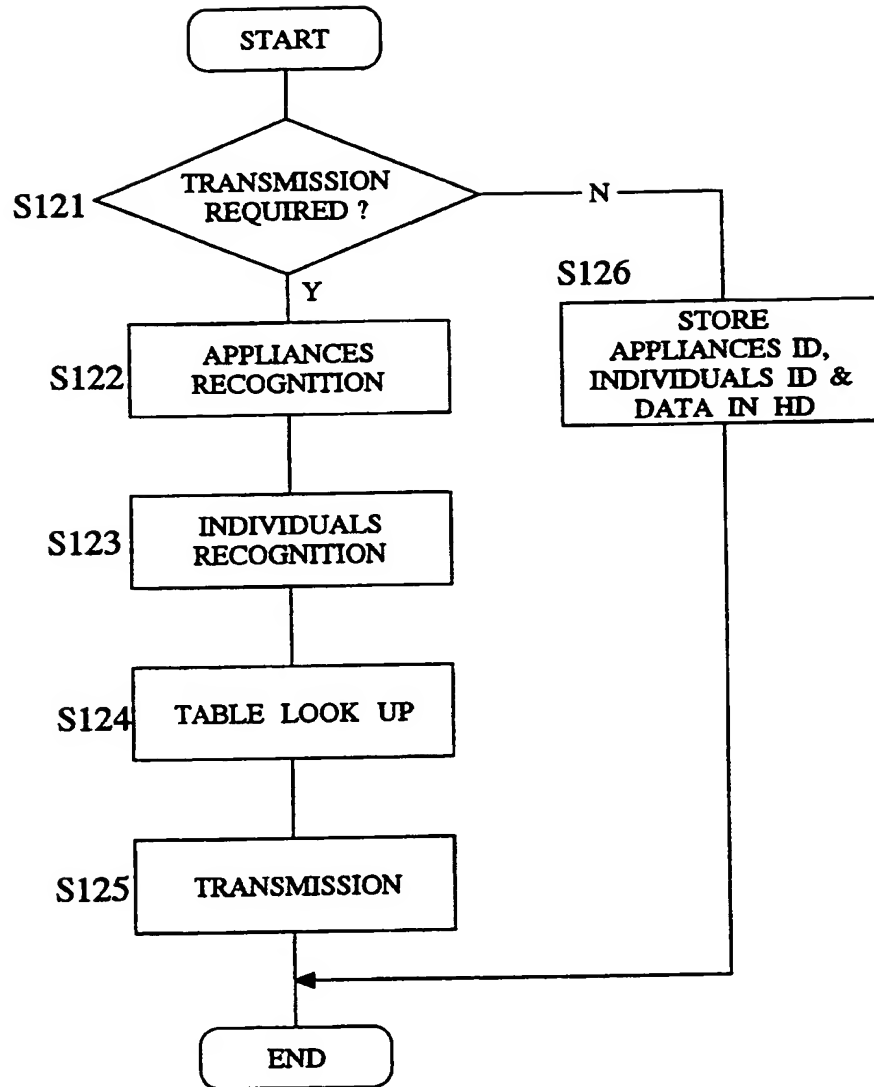 START
TRANSMISSION
REQUIRED ?
S121
N
Y
S126
STORE
APPLIANCES ID,
INDIVIDUALS ID &
DATA IN HD
S122
APPLIANCES
RECOGNITION
S123
INDIVIDUALS
RECOGNITION
S124
TABLE LOOK UP
S125
TRANSMISSION
END